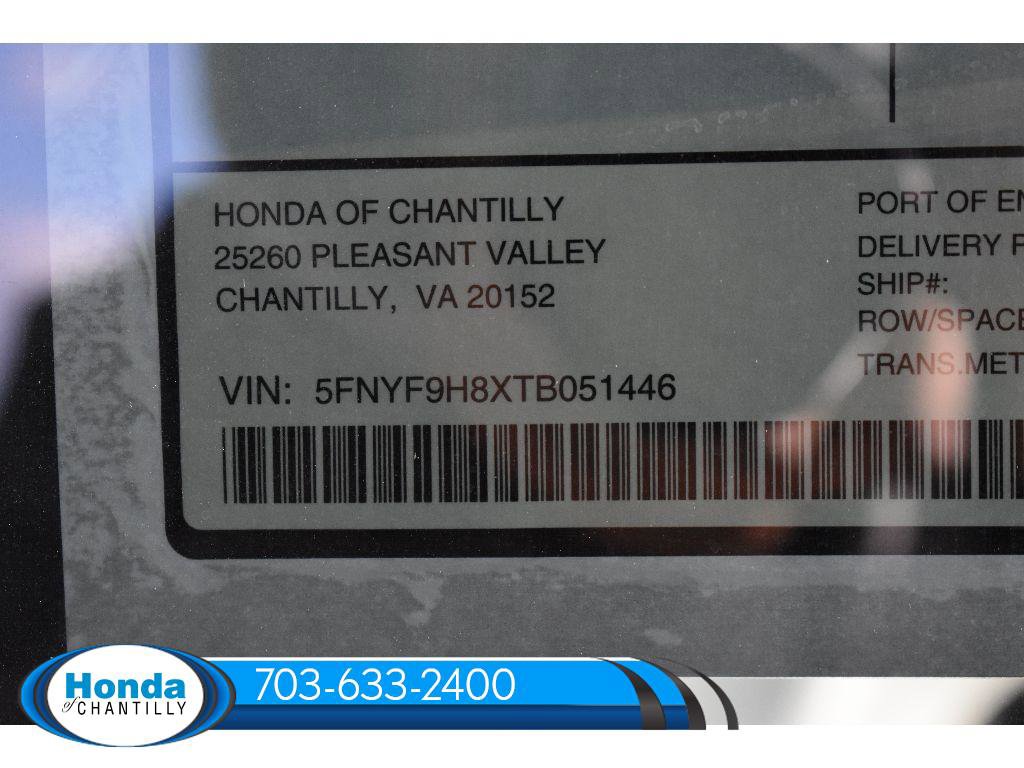 HONDA OF CHANTILLY
25260 PLEASANT VALLEY
CHANTILLY, VA 20152
VIN: 5FNYF9H8XTB051446
PORT OF EN
DELIVERY P
SHIP#:
ROW/SPACE
TRANS.MET
Honda
of CHANTILLY
703-633-2400